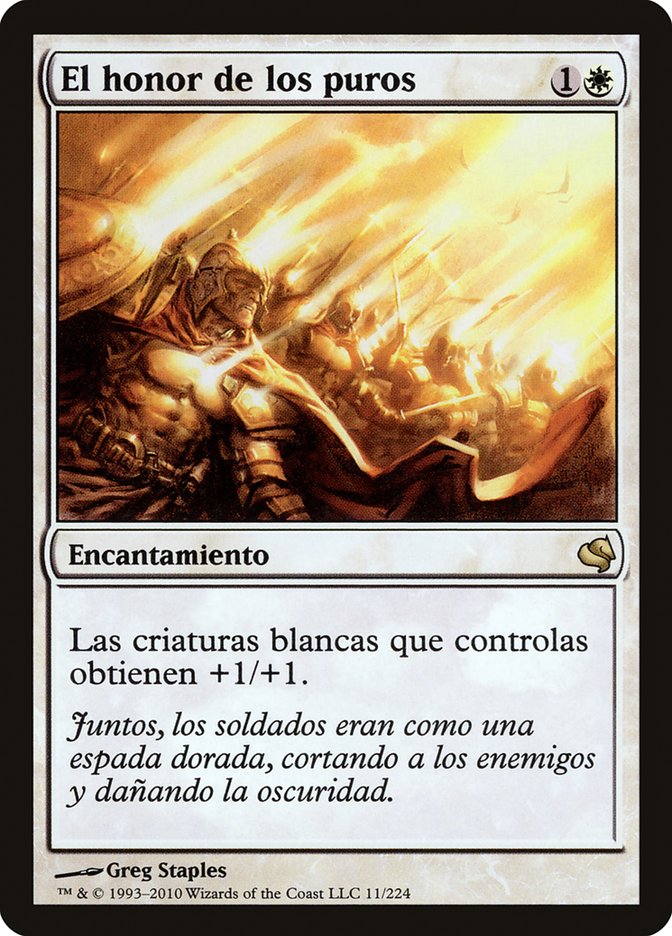 El honor de los puros 1
Encantamiento
Las criaturas blancas que controlas
obtienen +1/+1.
Juntos, los soldados eran como una
espada dorada, cortando a los enemigos
y dañando la oscuridad.
Greg Staples
™ & © 1993–2010 Wizards of the Coast LLC 11/224